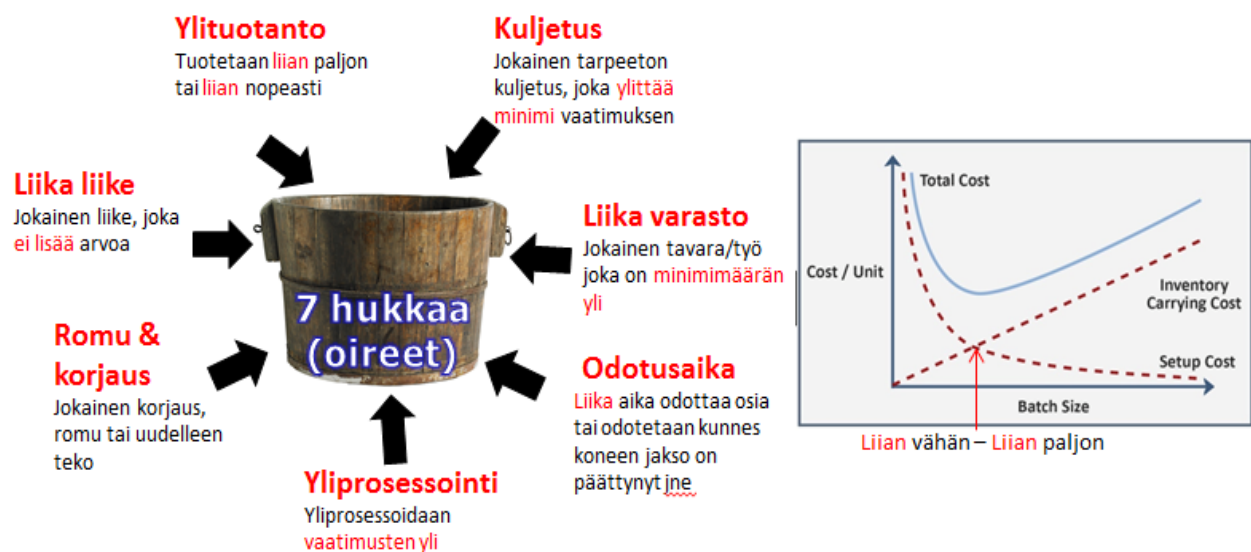 Ylituotanto
Tuotetaan liian paljon
tai liian nopeasti
Kuljetus
Jokainen tarpeeton
kuljetus, joka ylittää
minimi vaatimuksen
Liika liike
Jokainen liike, joka
ei lisää arvoa
Liika varasto
Jokainen tavara/työ
joka on minimimäärän
yli
7 hukkaa
(oireet)
Romu &
korjaus
Jokainen korjaus,
romu tai uudelleen
teko
Odotusaika
Liika aika odottaa osia
tai odotetaan kunnes
koneen jakso on
päättynyt jne
Yliprosessointi
Yliprosessoidaan
vaatimusten yli
Total Cost
Cost / Unit
Inventory
Carrying Cost
Setup Cost
Batch Size
Liian vähän – Liian paljon